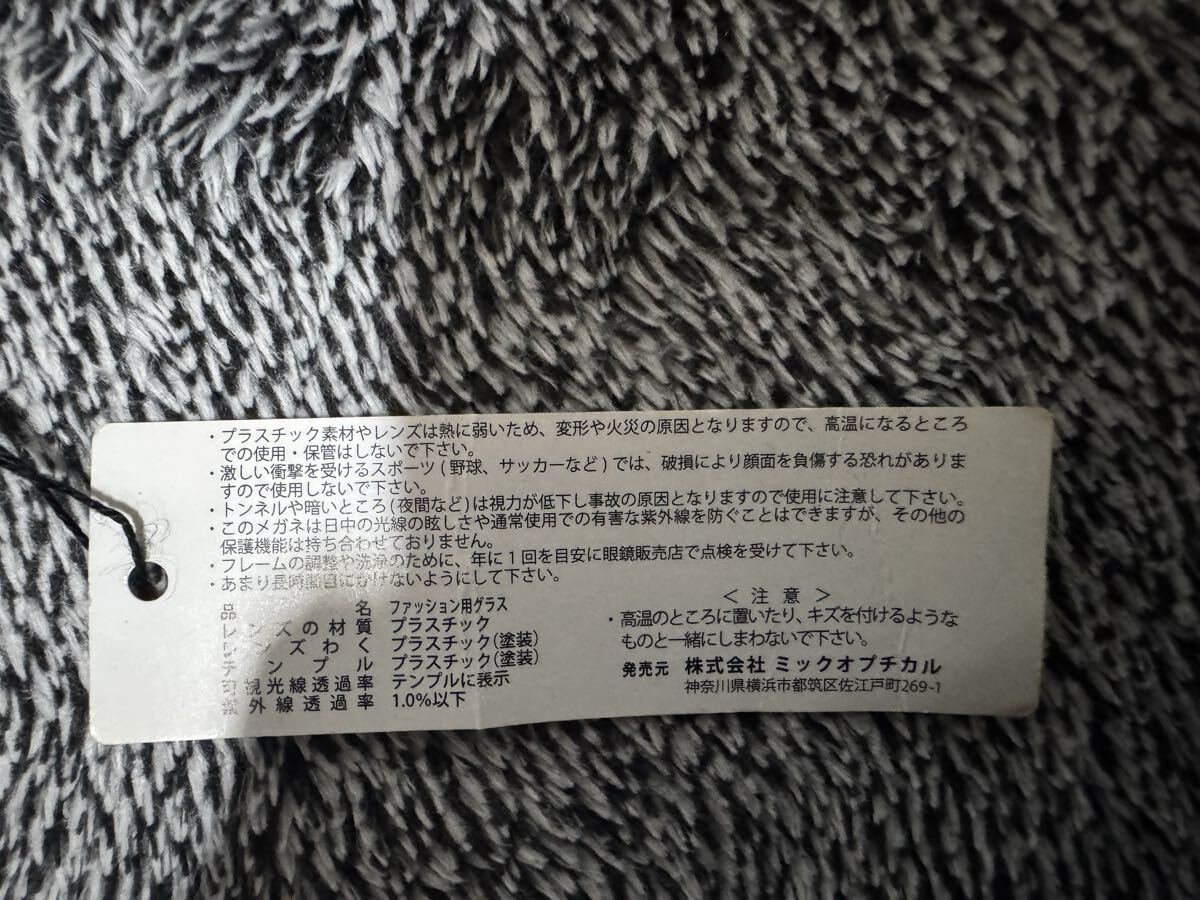 ・プラスチック素材やレンズは熱に弱いため、変形や火災の原因となりますので、高温になるところ
での使用・保管はしないで下さい。
・激しい衝撃を受けるスポーツ(野球、サッカーなど)では、破損により顔面を負傷する恐れがありま
すので使用しないで下さい。
・トンネルや暗いところ(夜間など)は視力が低下し事故の原因となりますので使用に注意して下さい。
・このメガネは日中の光線の眩しさや通常使用での有害な紫外線を防ぐことはできますが、その他の
保護機能は持ち合わせておりません。
・フレームの調整や洗浄のために、年に1回を目安に眼鏡販売店で点検を受けて下さい。
・あまり長時間目にかけないようにして下さい。
品名 ファッション用グラス
レンズの材質 プラスチック
レンズわく プラスチック(塗装)
テンプル プラスチック(塗装)
可視光線透過率 テンプルに表示
紫外線透過率 1.0%以下
<注意>
・高温のところに置いたり、キズを付けるような
ものと一緒にしまわないで下さい。
発売元 株式会社 ミックオプチカル
神奈川県横浜市都筑区佐江戸町269-1